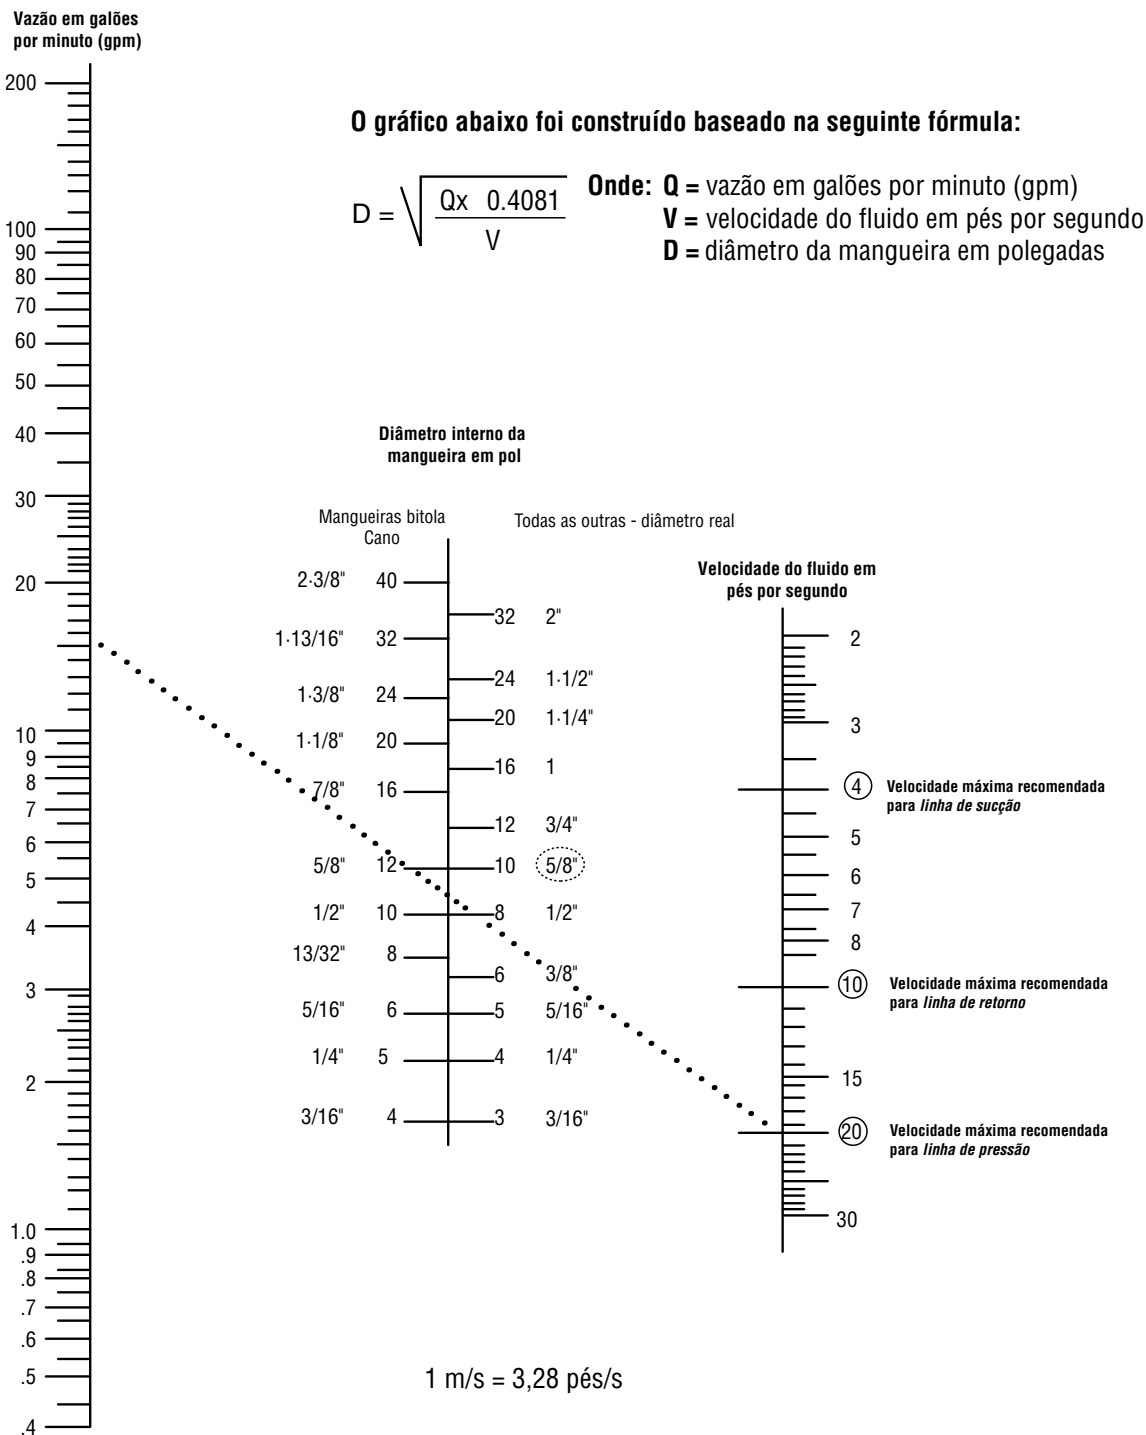 Vazão em galões
por minuto (gpm)
200
100
90
80
70
60
50
40
30
20
10
9
8
7
6
5
4
3
2
1.0
.9
.8
.7
.6
.5
.4
O gráfico abaixo foi construído baseado na seguinte fórmula:
D = √ Qx 0.4081 / V
Onde: Q = vazão em galões por minuto (gpm)
V = velocidade do fluido em pés por segundo
D = diâmetro da mangueira em polegadas
Diâmetro interno da
mangueira em pol
Mangueiras bitola
Cano
2·3/8" 40
1·13/16" 32
1·3/8" 24
1·1/8" 20
7/8" 16
5/8" 12
1/2" 10
13/32" 8
5/16" 6
1/4" 5
3/16" 4
Todas as outras - diâmetro real
32 2"
24 1·1/2"
20 1·1/4"
16 1
12 3/4"
10 5/8"
8 1/2"
6 3/8"
5 5/16"
4 1/4"
3 3/16"
Velocidade do fluido em
pés por segundo
2
3
4 Velocidade máxima recomendada
para linha de sucção
5
6
7
8
10 Velocidade máxima recomendada
para linha de retorno
15
20 Velocidade máxima recomendada
para linha de pressão
30
1 m/s = 3,28 pés/s